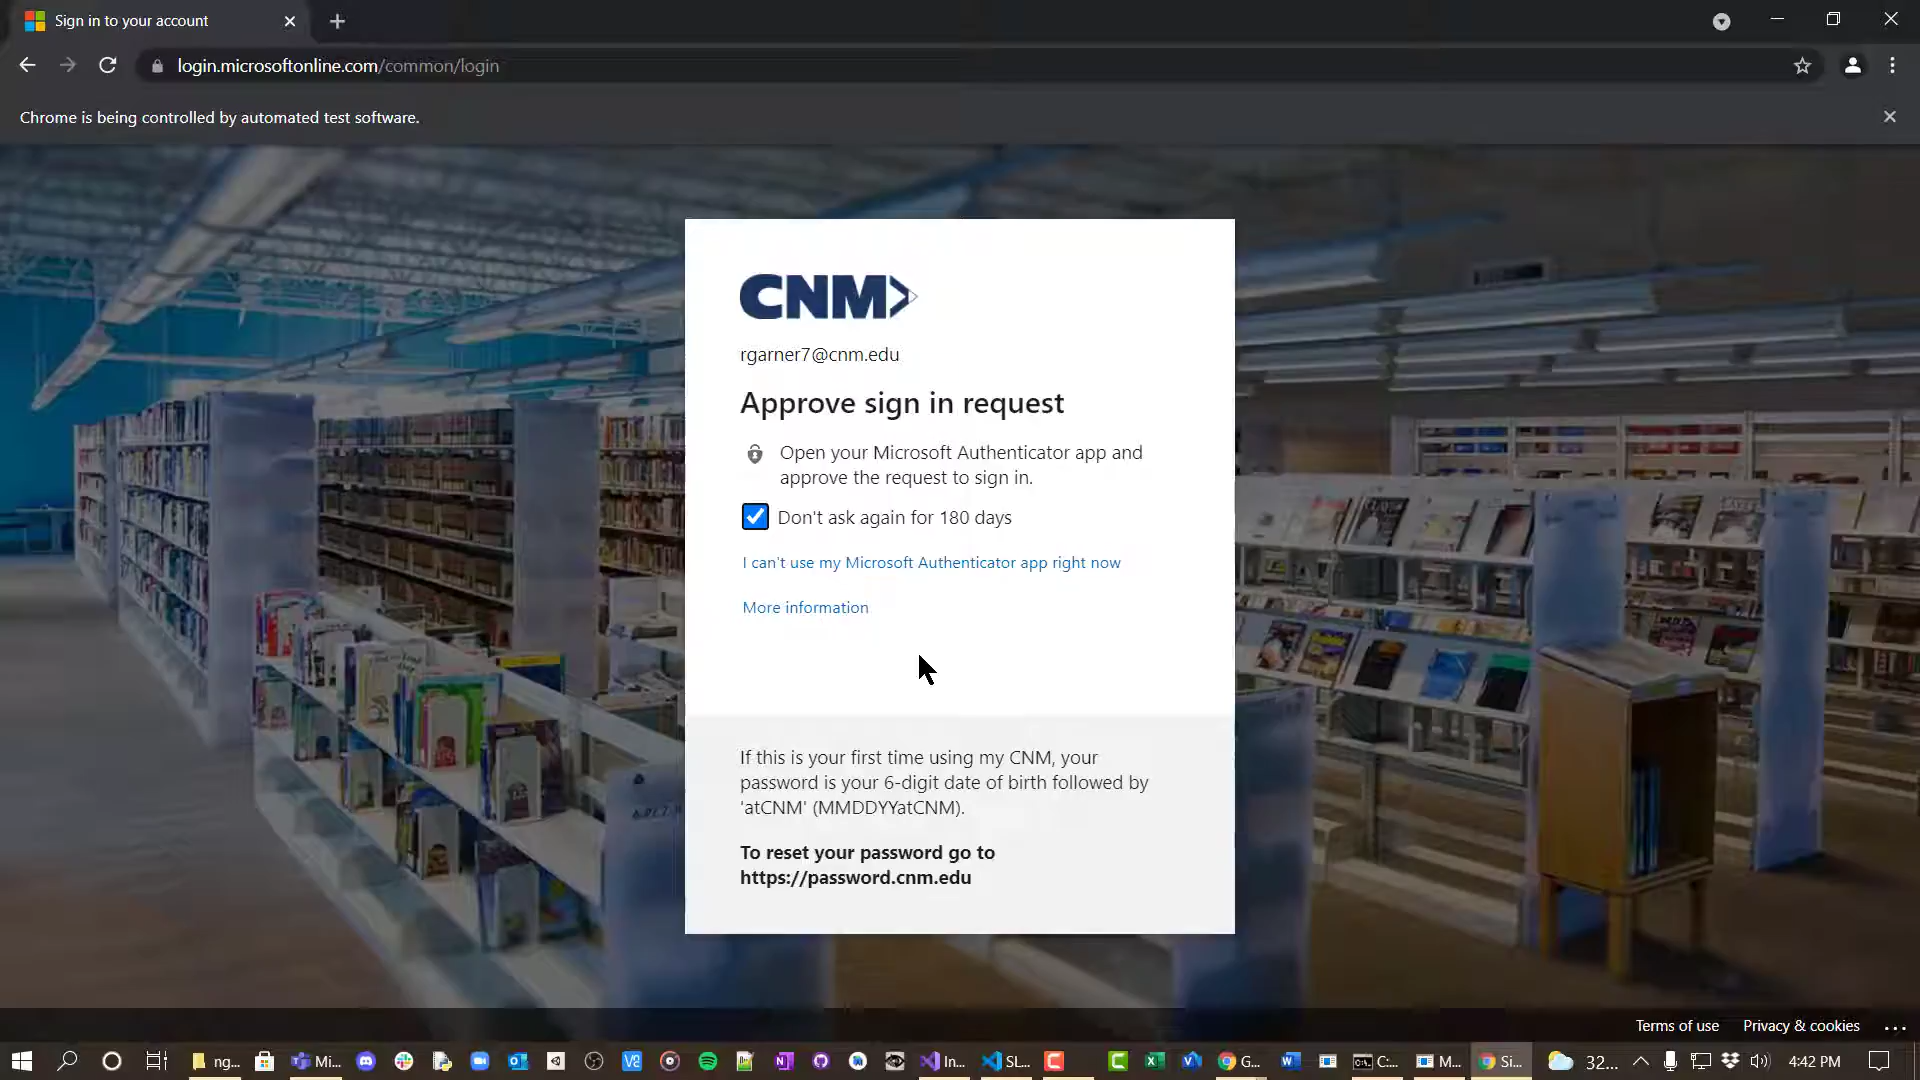 Sign in to your account
login.microsoftonline.com/common/login
Chrome is being controlled by automated test software.
CNM
rgarner7@cnm.edu
Approve sign in request
Open your Microsoft Authenticator app and
approve the request to sign in.
Don't ask again for 180 days
I can't use my Microsoft Authenticator app right now
More information
If this is your first time using my CNM, your
password is your 6-digit date of birth followed by
'atCNM' (MMDDYYatCNM).
To reset your password go to
https://password.cnm.edu
Terms of use Privacy & cookies ...
ng... Mi... In... SL... G... C:... M... Si... 32... 4:42 PM